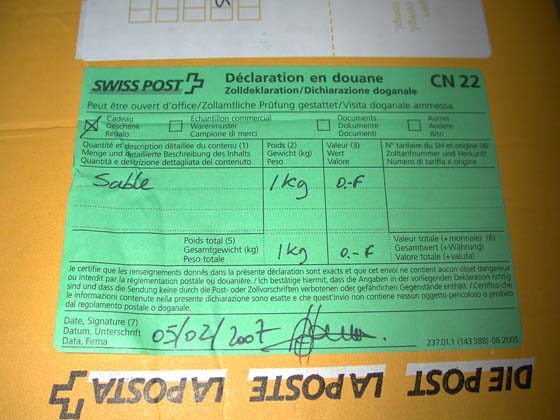 SWISS POST Déclaration en douane CN 22
Zolldeklaration/Dichiarazione doganale
Peut être ouvert d'office/Zollamtliche Prüfung gestattet/Visita doganale ammessa
Cadeau Echantillon commercial Documents Autres
Geschenk Warenmuster Dokumente Andere
Regalo Campione di merci Documenti Altri
Quantité et description détaillée du contenu (1) Poids (2) Valeur (3) N° tarifaire du SH et origine (4)
Menge und detaillierte Beschreibung des Inhalts Gewicht (kg) Wert Zolltarifnummer und Herkunft
Quantità e descrizione dettagliata del contenuto Peso Valore Numero di tariffa e origine
Sable 1kg 0.-F
Poids total (5) Valeur totale (+monnaie) (6)
Gesamtgewicht (kg) 1kg 0.-F Gesamtwert (+Währung)
Peso totale Valore totale (+valuta)
Je certifie que les renseignements donnés dans la présente déclaration sont exacts et que cet envoi ne contient aucun objet dangereux
ou interdit par la réglementation postale ou douanière. / Ich bestätige hiermit, dass die Angaben in der vorliegenden Deklaration richtig
sind und dass die Sendung keine durch die Post- oder Zollvorschriften verbotenen oder gefährlichen Gegenstände enthält. / Certifico che
le informazioni contenute nella presente dichiarazione sono esatte e che quest'invio non contiene nessun oggetto pericoloso o proibito
dal regolamento postale o doganale.
Date, Signature (7)
Datum, Unterschrift 05/02/2007
Data, Firma 237.01.1 (143 388) 06.2005
DIE POST LA POSTE LA POSTA